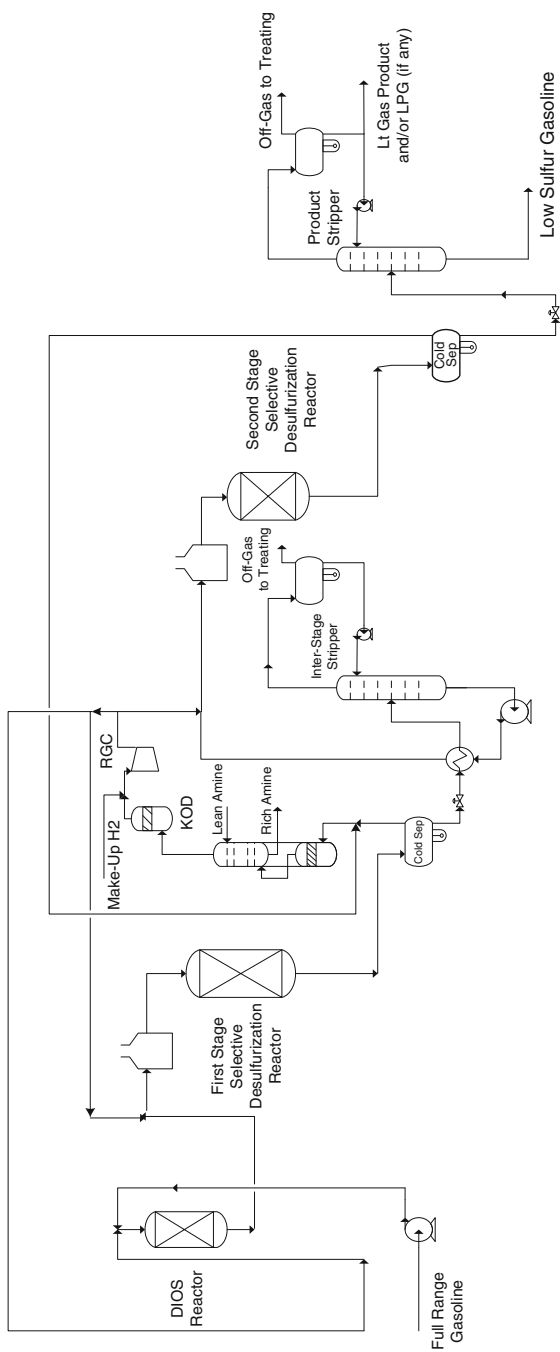 Full Range
Gasoline
DIOS
Reactor
First Stage
Selective
Desulfurization
Reactor
Make-Up H2
KOD
RGC
Lean Amine
Rich Amine
Cold Sep
Inter-Stage
Stripper
Off-Gas
to Treating
Second Stage
Selective
Desulfurization
Reactor
Cold
Sep
Product
Stripper
Off-Gas to Treating
Lt Gas Product
and/or LPG (if any)
Low Sulfur Gasoline